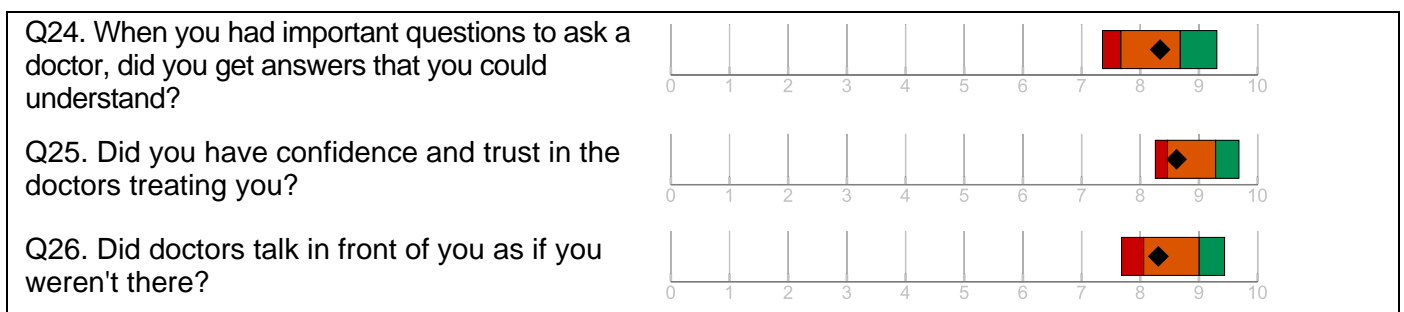 Q24. When you had important questions to ask a
doctor, did you get answers that you could
understand?
0 1 2 3 4 5 6 7 8 9 10
Q25. Did you have confidence and trust in the
doctors treating you?
0 1 2 3 4 5 6 7 8 9 10
Q26. Did doctors talk in front of you as if you
weren't there?
0 1 2 3 4 5 6 7 8 9 10